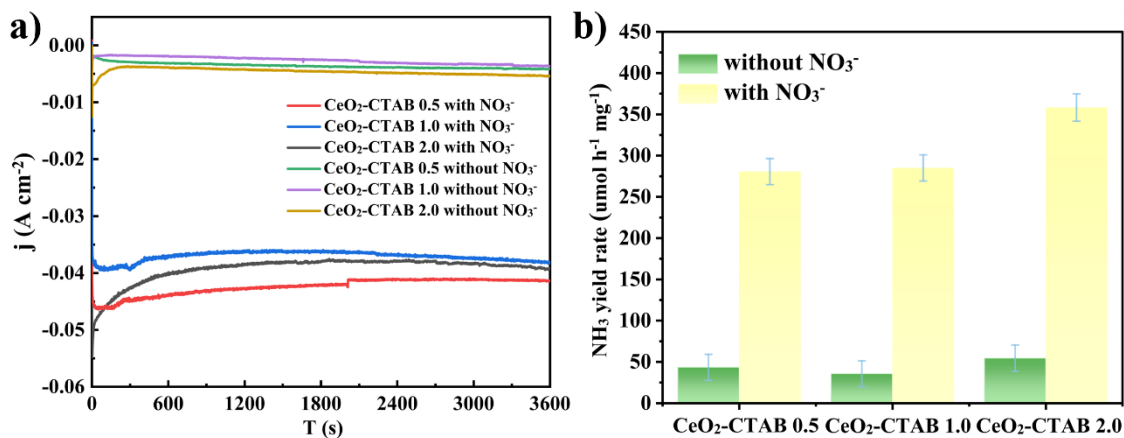 a)
0.00
-0.01
-0.02
-0.03
-0.04
-0.05
-0.06
j (A cm⁻²)
CeO₂-CTAB 0.5 with NO₃⁻
CeO₂-CTAB 1.0 with NO₃⁻
CeO₂-CTAB 2.0 with NO₃⁻
CeO₂-CTAB 0.5 without NO₃⁻
CeO₂-CTAB 1.0 without NO₃⁻
CeO₂-CTAB 2.0 without NO₃⁻
0 600 1200 1800 2400 3000 3600
T (s)
b)
450
400
350
300
250
200
150
100
50
0
NH₃ yield rate (umol h⁻¹ mg⁻¹)
without NO₃⁻
with NO₃⁻
CeO₂-CTAB 0.5 CeO₂-CTAB 1.0 CeO₂-CTAB 2.0